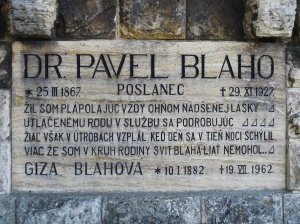 DR. PAVEL BLAHO
* 25.III.1867. POSLANEC † 29.XI.1927.
ŽIL SOM PLÁPOLAJÚC VŽDY OHŇOM NADŠENEJ LÁSKY
UTLAČENÉMU RODU V SLUŽBU SA PODROBUJÚC
ŽIAĽ VŠAK V ÚTROBÁCH VZPLÁL KEĎ DEŇ SA V TIEŇ NOCI SCHÝLIL
VIAC ŽE SOM V KRUH RODINY SVIT BLAHA LIAŤ NEMOHOL.
GIZA BLAHOVÁ * 10.I.1882. † 19.VII.1962.